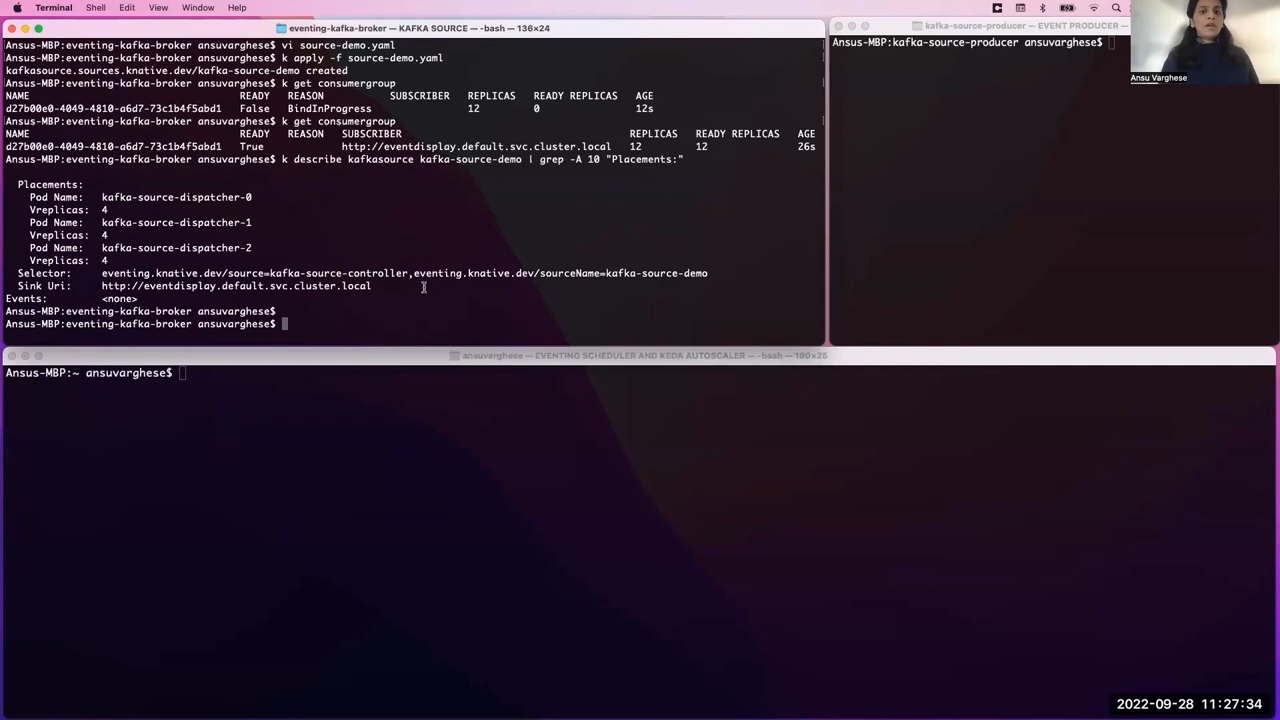 Terminal Shell Edit View Window Help
eventing-kafka-broker — KAFKA SOURCE — -bash — 136×24
Ansus-MBP:eventing-kafka-broker ansuvarghese$ vi source-demo.yaml
Ansus-MBP:eventing-kafka-broker ansuvarghese$ k apply -f source-demo.yaml
kafkasource.sources.knative.dev/kafka-source-demo created
Ansus-MBP:eventing-kafka-broker ansuvarghese$ k get consumergroup
NAME READY REASON SUBSCRIBER REPLICAS READY REPLICAS AGE
d27b00e0-4049-4810-a6d7-73c1b4f5abd1 False BindInProgress 12 0 12s
Ansus-MBP:eventing-kafka-broker ansuvarghese$ k get consumergroup
NAME READY REASON SUBSCRIBER REPLICAS READY REPLICAS AGE
d27b00e0-4049-4810-a6d7-73c1b4f5abd1 True http://eventdisplay.default.svc.cluster.local 12 12 26s
Ansus-MBP:eventing-kafka-broker ansuvarghese$ k describe kafkasource kafka-source-demo | grep -A 10 "Placements:"
Placements:
Pod Name: kafka-source-dispatcher-0
Vreplicas: 4
Pod Name: kafka-source-dispatcher-1
Vreplicas: 4
Pod Name: kafka-source-dispatcher-2
Vreplicas: 4
Selector: eventing.knative.dev/source=kafka-source-controller,eventing.knative.dev/sourceName=kafka-source-demo
Sink Uri: http://eventdisplay.default.svc.cluster.local
Events: <none>
Ansus-MBP:eventing-kafka-broker ansuvarghese$
Ansus-MBP:eventing-kafka-broker ansuvarghese$
kafka-source-producer — EVENT PRODUCER —
Ansus-MBP:kafka-source-producer ansuvarghese$
Ansu Varghese
ansuvarghese — EVENTING SCHEDULER AND KEDA AUTOSCALER — -bash — 190×25
Ansus-MBP:~ ansuvarghese$
2022-09-28 11:27:34